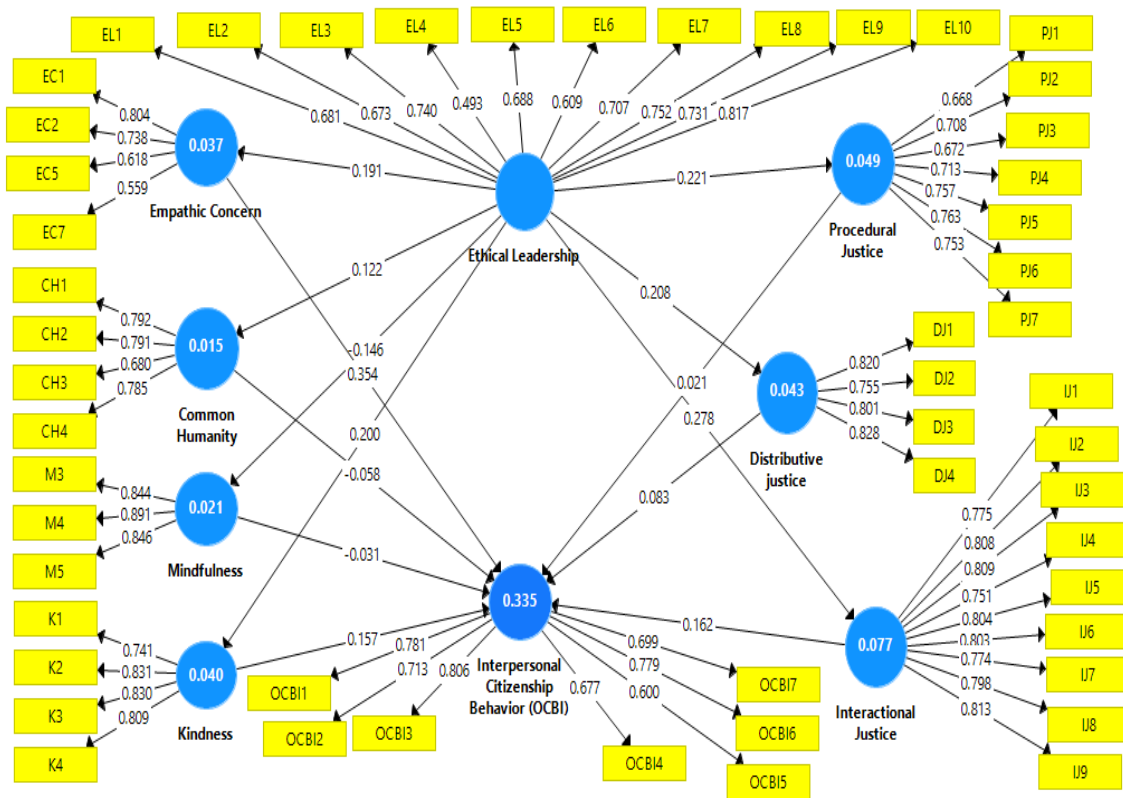 EL1
EL2
EL3
EL4
EL5
EL6
EL7
EL8
EL9
EL10
0.681
0.673
0.740
0.493
0.688
0.609
0.707
0.752
0.731
0.817
EC1
EC2
EC5
EC7
0.804
0.738
0.618
0.559
0.037
Empathic Concern
0.191
Ethical Leadership
0.221
PJ1
PJ2
PJ3
PJ4
PJ5
PJ6
PJ7
0.668
0.708
0.672
0.713
0.757
0.763
0.753
0.049
Procedural
Justice
CH1
CH2
CH3
CH4
0.792
0.791
0.680
0.785
0.015
Common
Humanity
0.122
-0.146
0.354
0.200
-0.058
0.208
0.021
0.278
DJ1
DJ2
DJ3
DJ4
0.820
0.755
0.801
0.828
0.043
Distributive
justice
0.083
M3
M4
M5
0.844
0.891
0.846
0.021
Mindfulness
-0.031
K1
K2
K3
K4
0.741
0.831
0.830
0.809
0.040
Kindness
0.157
0.335
Interpersonal
Citizenship
Behavior (OCBI)
0.781
0.713
0.806
0.677
0.600
0.779
0.699
OCBI1
OCBI2
OCBI3
OCBI4
OCBI5
OCBI6
OCBI7
0.162
0.077
Interactional
Justice
IJ1
IJ2
IJ3
IJ4
IJ5
IJ6
IJ7
IJ8
IJ9
0.775
0.808
0.809
0.751
0.804
0.803
0.774
0.798
0.813